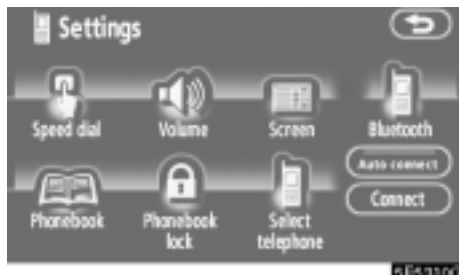 Settings
Speed dial
Volume
Screen
Bluetooth
Auto connect
Connect
Phonebook
Phonebook
lock
Select
telephone